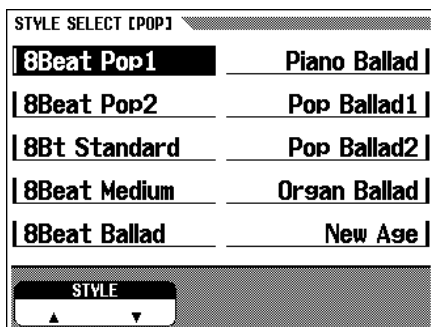 STYLE SELECT [POP]
8Beat Pop1
Piano Ballad
8Beat Pop2
Pop Ballad1
8Bt Standard
Pop Ballad2
8Beat Medium
Organ Ballad
8Beat Ballad
New Age
STYLE
▲ ▼